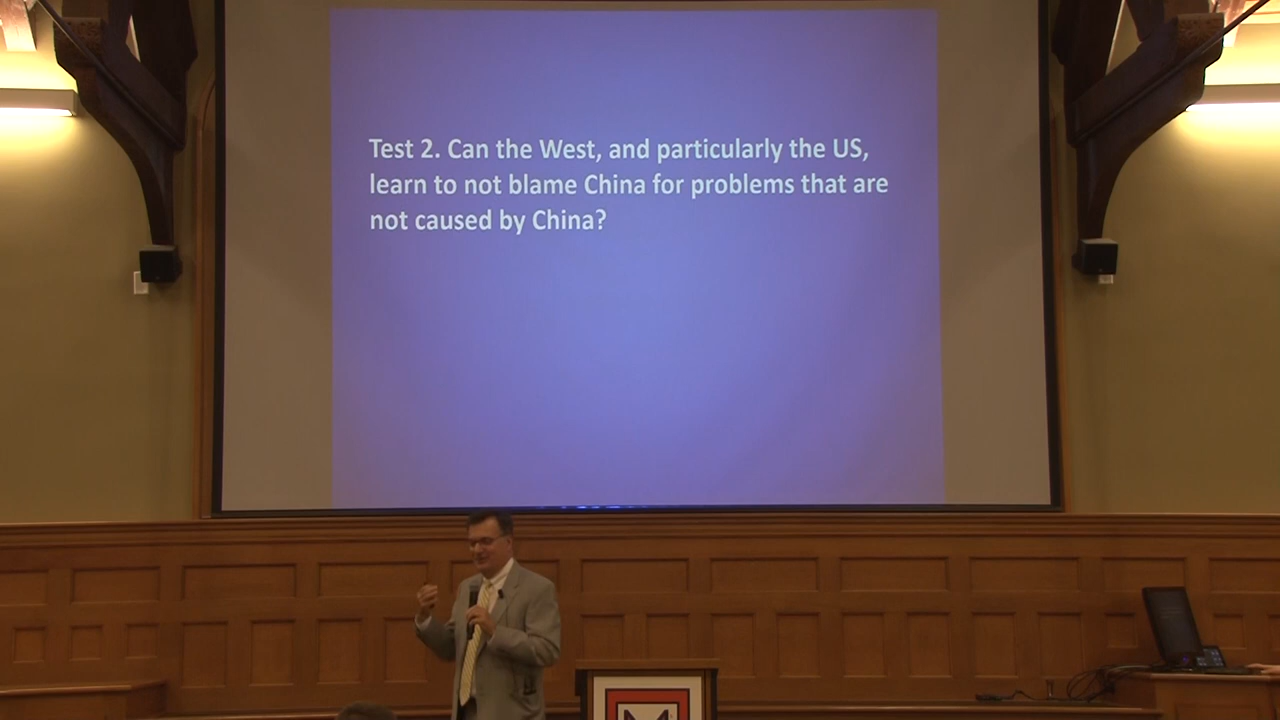 Test 2. Can the West, and particularly the US,
learn to not blame China for problems that are
not caused by China?